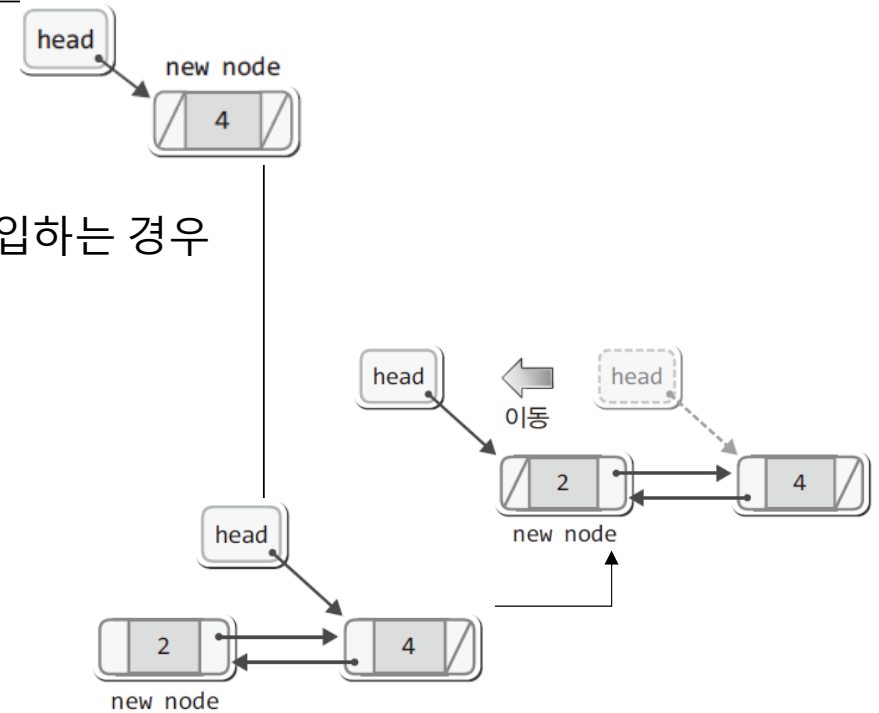 head
new node
4
입하는 경우
head
이동
head
2
4
new node
head
2
4
new node